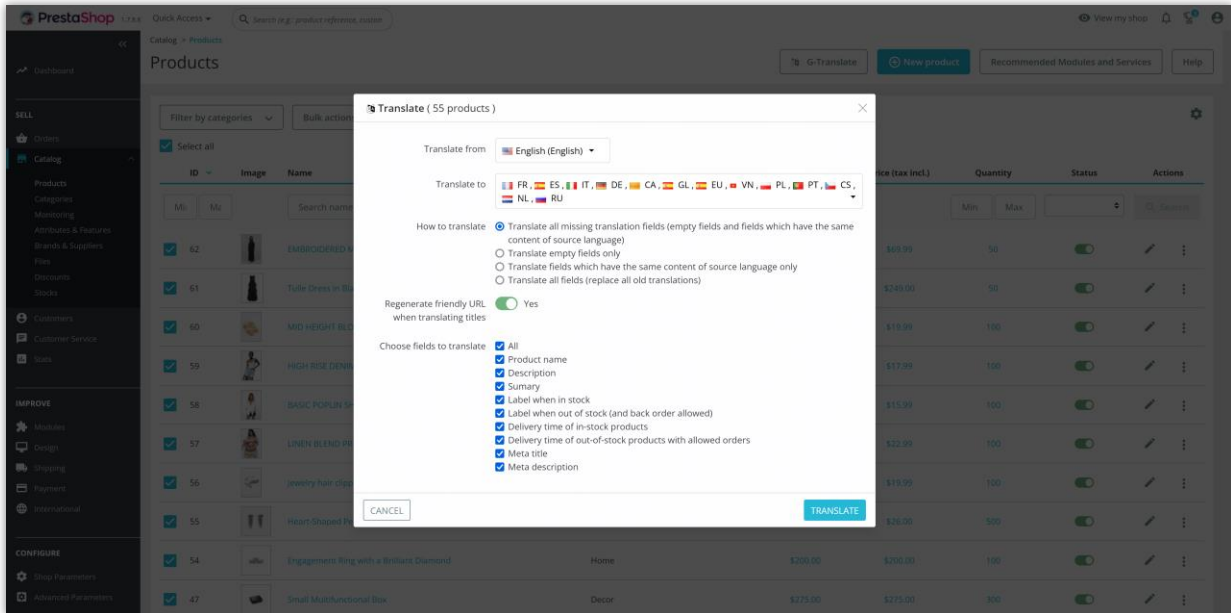 PrestaShop
Quick Access
View my shop
Catalog > Products
Products
G-Translate
New product
Recommended Modules and Services
Help
Dashboard
SELL
Orders
Catalog
Products
Categories
Monitoring
Attributes & Features
Brands & Suppliers
Files
Discounts
Stocks
Customers
Customer Service
Stats
IMPROVE
Modules
Design
Shipping
Payment
International
CONFIGURE
Shop Parameters
Advanced Parameters
Filter by categories
Bulk action
Select all
ID Image Name Quantity Status Actions
Search name Min Max
Translate ( 55 products )
Translate from English (English)
Translate to FR , ES , IT , DE , CA , GL , EU , VN , PL , PT , CS ,
NL , RU
How to translate Translate all missing translation fields (empty fields and fields which have the same
content of source language)
Translate empty fields only
Translate fields which have the same content of source language only
Translate all fields (replace all old translations)
Regenerate friendly URL Yes
when translating titles
Choose fields to translate All
Product name
Description
Sumary
Label when in stock
Label when out of stock (and back order allowed)
Delivery time of in-stock products
Delivery time of out-of-stock products with allowed orders
Meta title
Meta description
CANCEL TRANSLATE
62 EMBROIDERED $69.99 50
61 Tulle Dress in $249.00 50
60 MID HEIGHT $19.99 100
59 HIGH RISE $17.99 100
58 BASIC POPLIN $15.99 100
57 LINEN BLEND $22.99 100
56 Jewelry hair $19.99 100
55 Heart-Shaped $26.00 500
54 Engagement Ring with a Brilliant Diamond Home $200.00 $200.00 100
47 Small Multifunctional Box Decor $275.00 $275.00 300